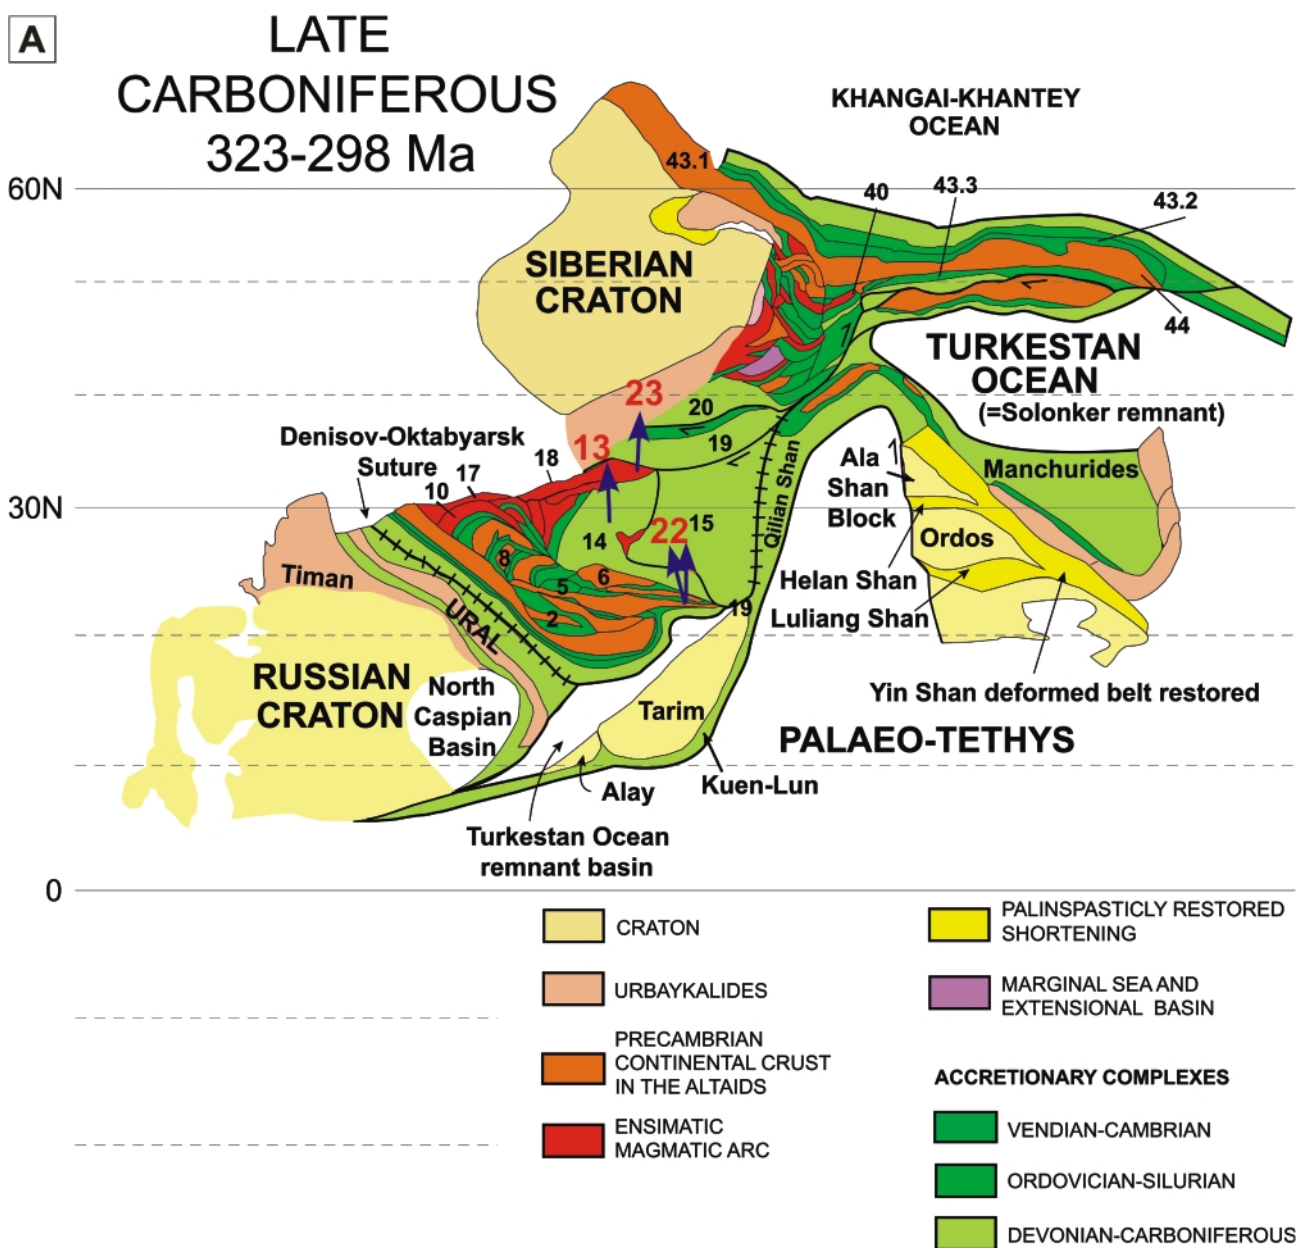 A
LATE
CARBONIFEROUS
323-298 Ma
KHANGAI-KHANTEY
OCEAN
60N
43.1
40
43.3
43.2
SIBERIAN
CRATON
44
TURKESTAN
OCEAN
(=Solonker remnant)
23
20
19
13
Denisov-Oktabyarsk
Suture
17
18
10
Ala
Shan
Block
Manchurides
Qilian Shan
30N
14
22
15
Ordos
8
6
5
2
19
Timan
URAL
Helan Shan
Luliang Shan
RUSSIAN
CRATON
North
Caspian
Basin
Tarim
Yin Shan deformed belt restored
PALAEO-TETHYS
Alay
Kuen-Lun
Turkestan Ocean
remnant basin
0
CRATON
URBAYKALIDES
PRECAMBRIAN
CONTINENTAL CRUST
IN THE ALTAIDS
ENSIMATIC
MAGMATIC ARC
PALINSPASTICLY RESTORED
SHORTENING
MARGINAL SEA AND
EXTENSIONAL BASIN
ACCRETIONARY COMPLEXES
VENDIAN-CAMBRIAN
ORDOVICIAN-SILURIAN
DEVONIAN-CARBONIFEROUS